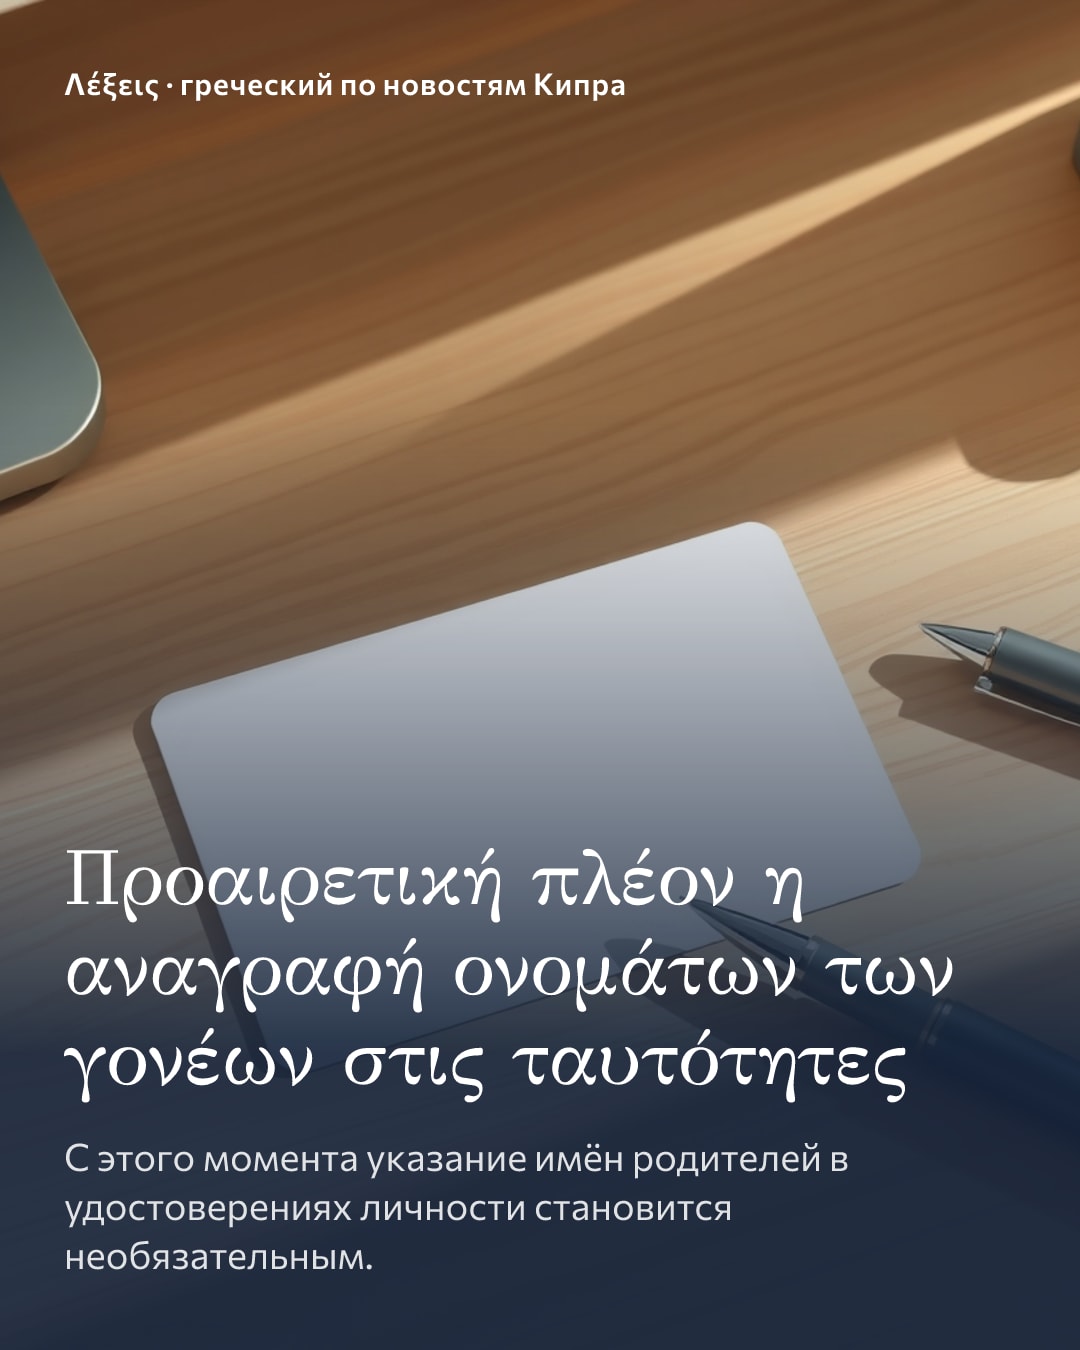 Λέξεις · греческий по новостям Кипра
Προαιρετική πλέον η
αναγραφή ονομάτων των
γονέων στις ταυτότητες
С этого момента указание имён родителей в
удостоверениях личности становится
необязательным.